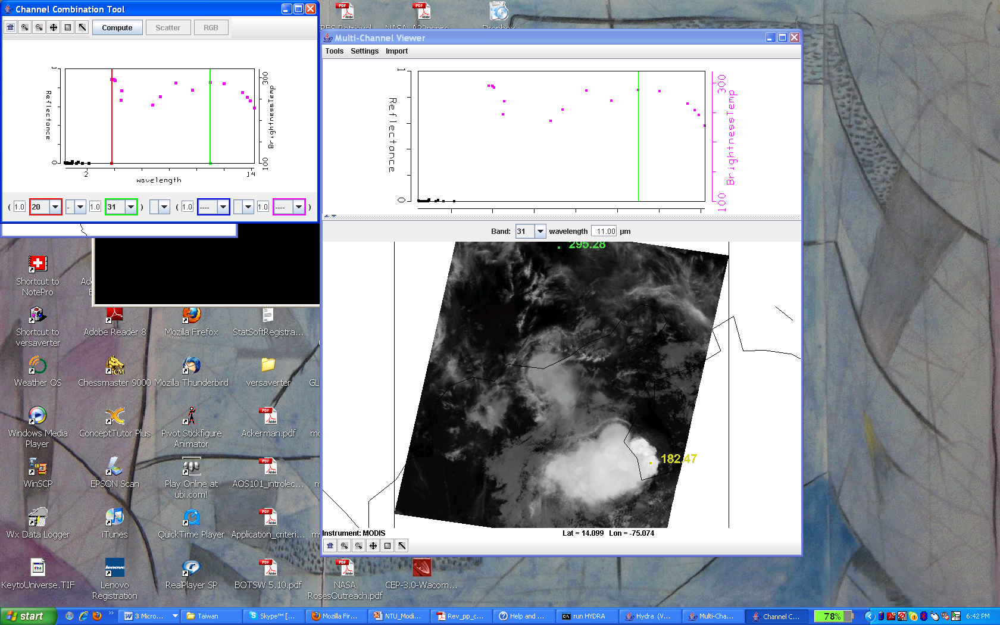 Channel Combination Tool
Compute
Scatter
RGB
1
Reflectance
0
300
BrightnessTemp
100
2
14
wavelength
( 1.0 20 - 1.0 31 ) ( 1.0 ---- 1.0 ---- )
NASA_A22nspire
Dropbox
Multi-Channel Viewer
Tools Settings Import
1
Reflectance
0
300
BrightnessTemp
100
Band: 31 wavelength 11.00 µm
295.28
182.47
Instrument: MODIS
Lat = 14.099 Lon = -75.074
Shortcut to
NotePro
Shortcut to
versaverter
Adobe Reader 8
Mozilla Firefox
StatSoftRegistra...
Weather OS
Chessmaster 9000
Mozilla Thunderbird
versaverter
GL
Windows Media
Player
ConceptTutor Plus
Pivot Stickfigure
Animator
Ackerman.pdf
WinSCP
EPSON Scan
Play Online at
ubi.com!
AOS101_introlec...
Wx Data Logger
iTunes
QuickTime Player
Application_criteri...
KeytoUniverse.TIF
Lenovo
Registration
RealPlayer SP
BOTSW 5.10.pdf
NASA
RosesOutreach.pdf
CEP-3.0-Wacom...
start
3 Micro...
Taiwan
Skype™ [...
Mozilla Fir...
NTU_Modi...
Rev_pp_c...
Help and ...
run HYDRA
Hydra (V...
Multi-Cha...
Channel C...
78%
6:42 PM